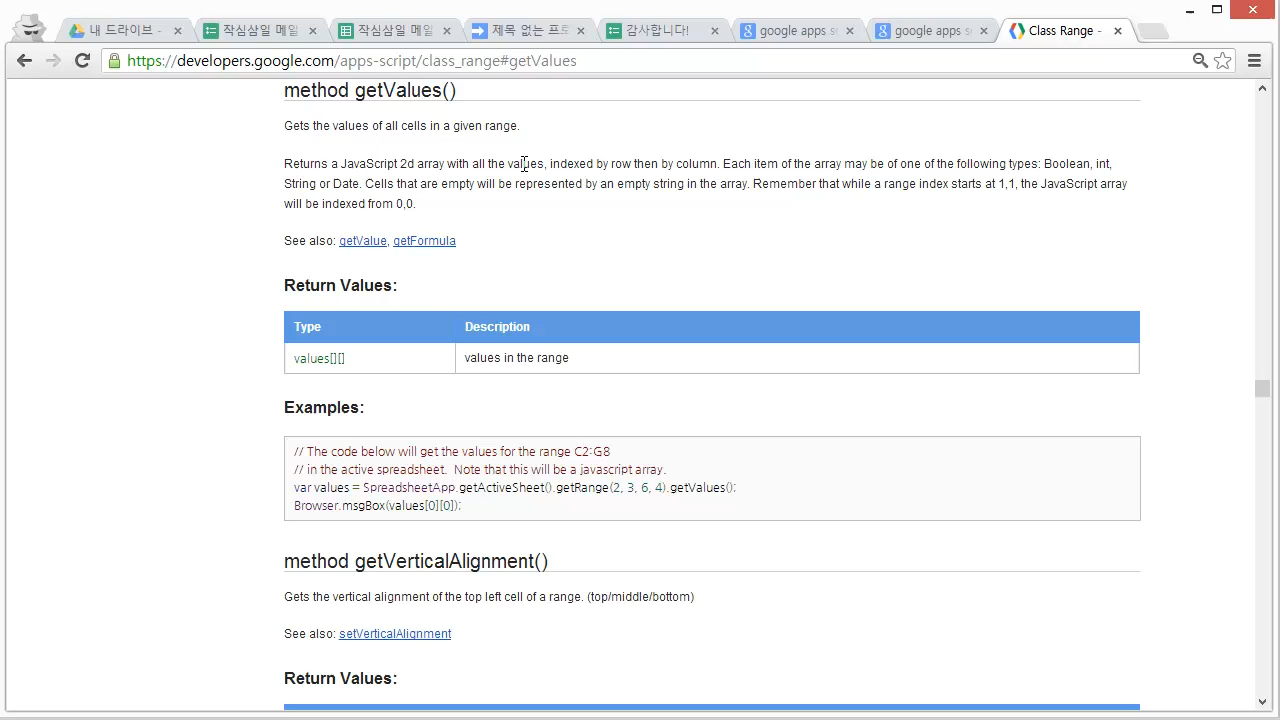 내 드라이브 -
작심삼일 메일
작심삼일 메일
제목 없는 프로
감사합니다!
google apps s
google apps s
Class Range -
https://developers.google.com/apps-script/class_range#getValues
method getValues()
Gets the values of all cells in a given range.
Returns a JavaScript 2d array with all the values, indexed by row then by column. Each item of the array may be of one of the following types: Boolean, int,
String or Date. Cells that are empty will be represented by an empty string in the array. Remember that while a range index starts at 1,1, the JavaScript array
will be indexed from 0,0.
See also: getValue, getFormula
Return Values:
Type Description
values[][] values in the range
Examples:
// The code below will get the values for the range C2:G8
// in the active spreadsheet.  Note that this will be a javascript array.
var values = SpreadsheetApp.getActiveSheet().getRange(2, 3, 6, 4).getValues();
Browser.msgBox(values[0][0]);
method getVerticalAlignment()
Gets the vertical alignment of the top left cell of a range. (top/middle/bottom)
See also: setVerticalAlignment
Return Values: